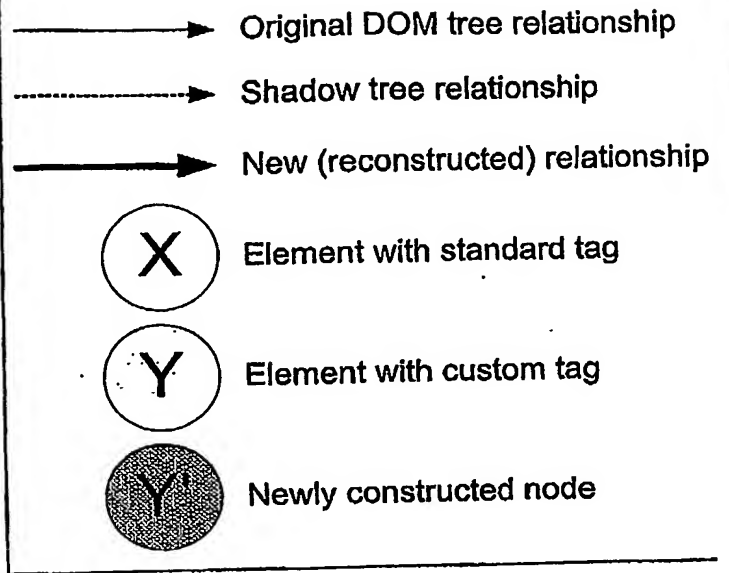 Original DOM tree relationship
Shadow tree relationship
New (reconstructed) relationship
X Element with standard tag
Y Element with custom tag
Y' Newly constructed node